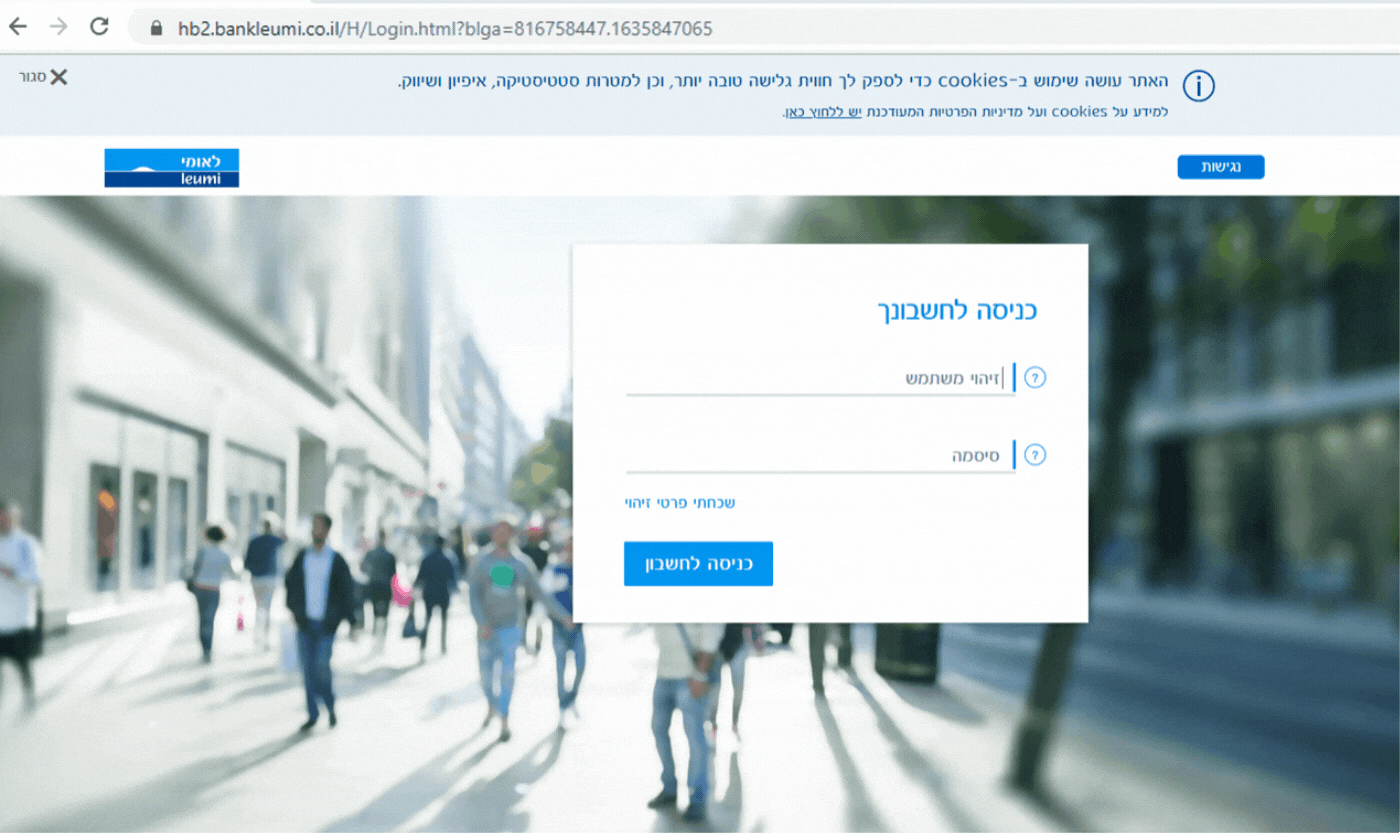 hb2.bankleumi.co.il/H/Login.html?blga=816758447.1635847065
האתר עושה שימוש ב-cookies כדי לספק לך חווית גלישה טובה יותר, וכן למטרות סטטיסטיקה, איפיון ושיווק.
סגור
למידע על cookies ועל מדיניות הפרטיות המעודכנת יש ללחוץ כאן.
נגישות
לאומי
leumi
כניסה לחשבונך
זיהוי משתמש
סיסמה
שכחתי פרטי זיהוי
כניסה לחשבון